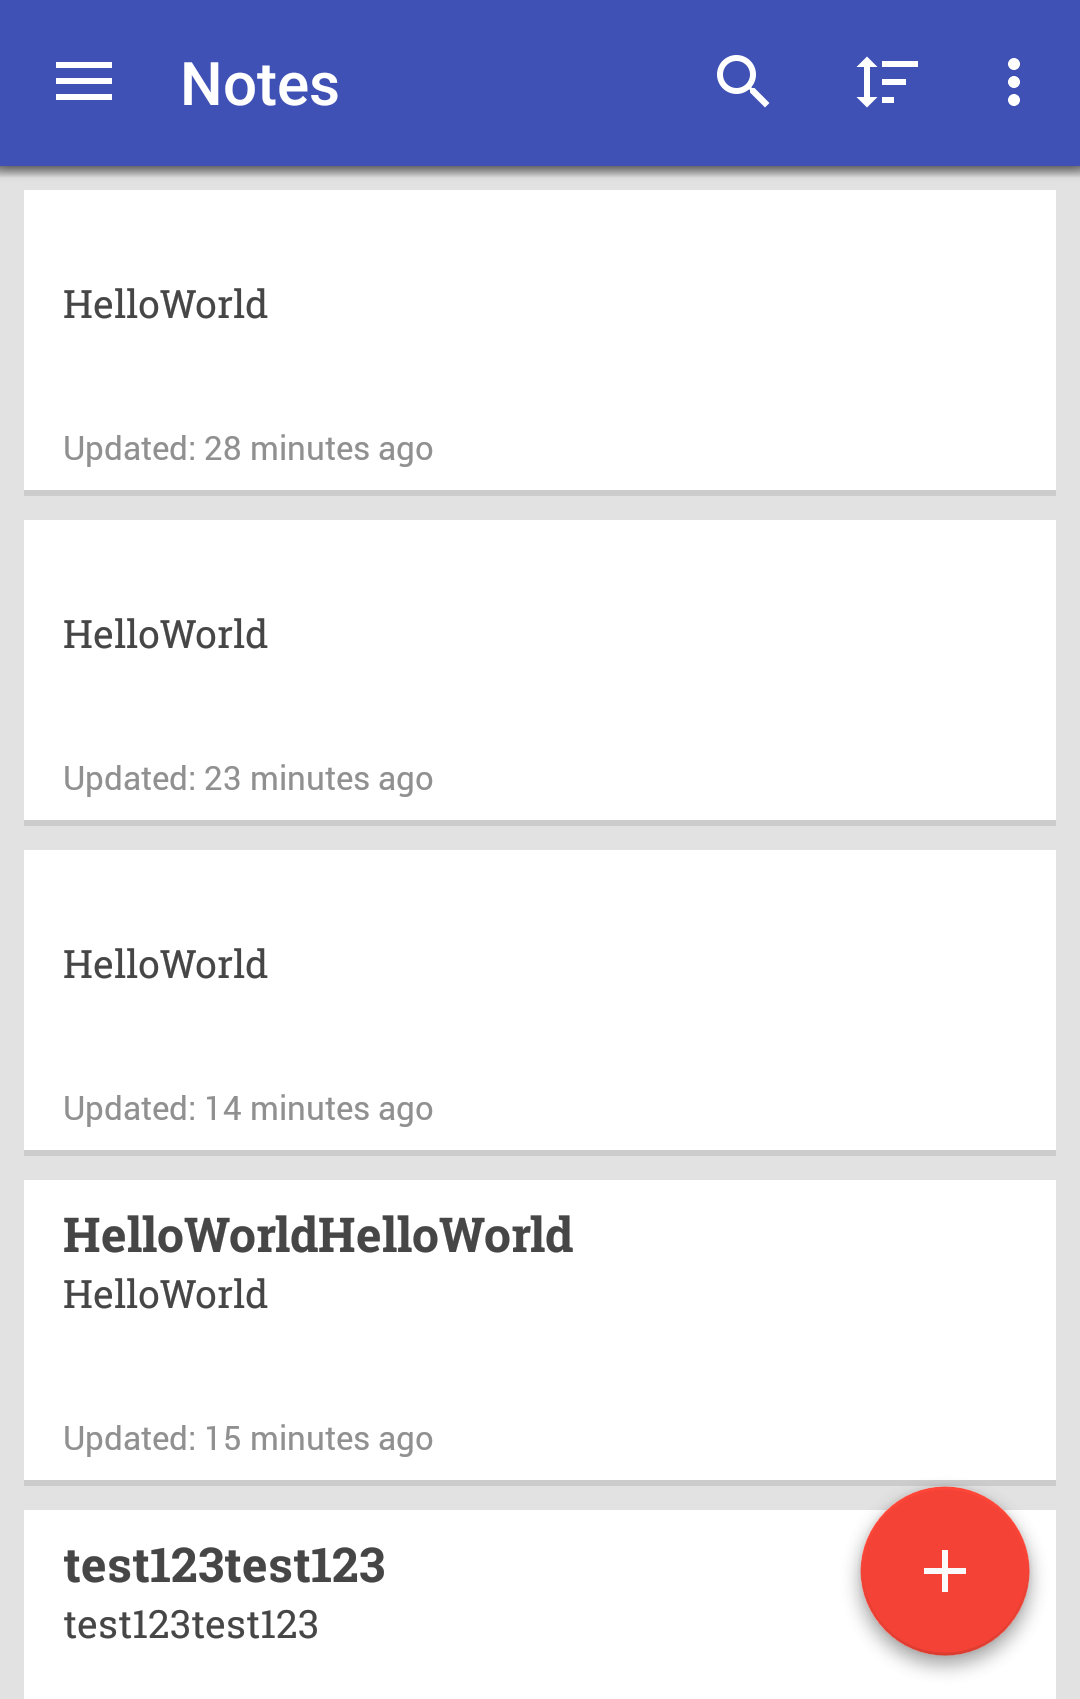 Notes
HelloWorld
Updated: 28 minutes ago
HelloWorld
Updated: 23 minutes ago
HelloWorld
Updated: 14 minutes ago
HelloWorldHelloWorld
HelloWorld
Updated: 15 minutes ago
test123test123
test123test123